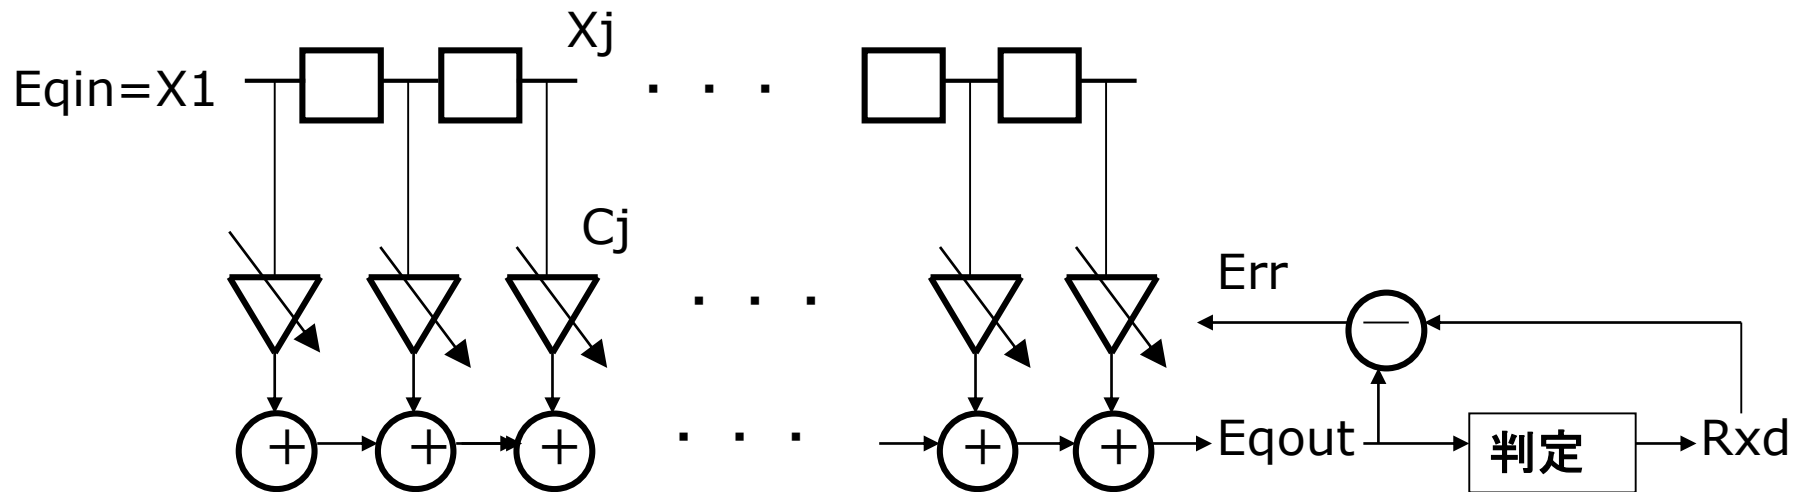 Xj
Eqin=X1
・・・
Cj
・・・
Err
−
+ + + ・・・ + + Eqout 判定 Rxd